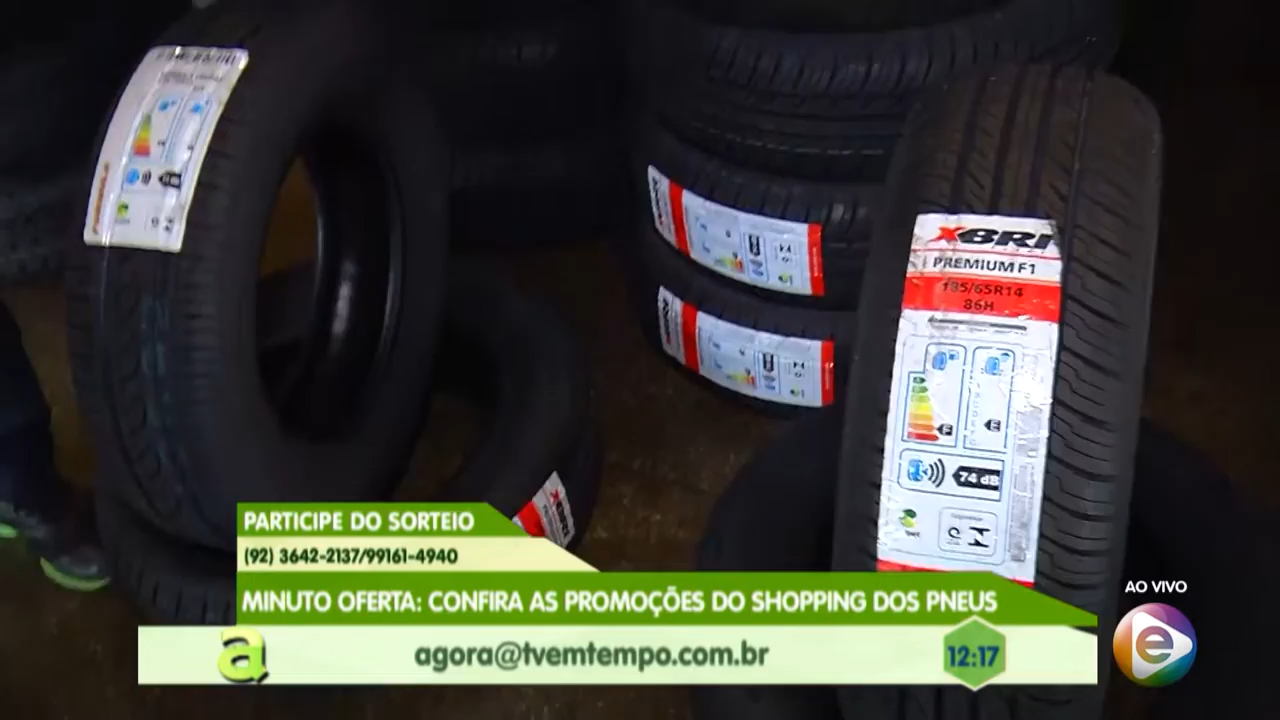 XBRI
PREMIUM F1
185/65R14
86H
74 dB
PARTICIPE DO SORTEIO
(92) 3642-2137/99161-4940
MINUTO OFERTA: CONFIRA AS PROMOÇÕES DO SHOPPING DOS PNEUS
a
agora@tvemtempo.com.br
12:17
AO VIVO
e